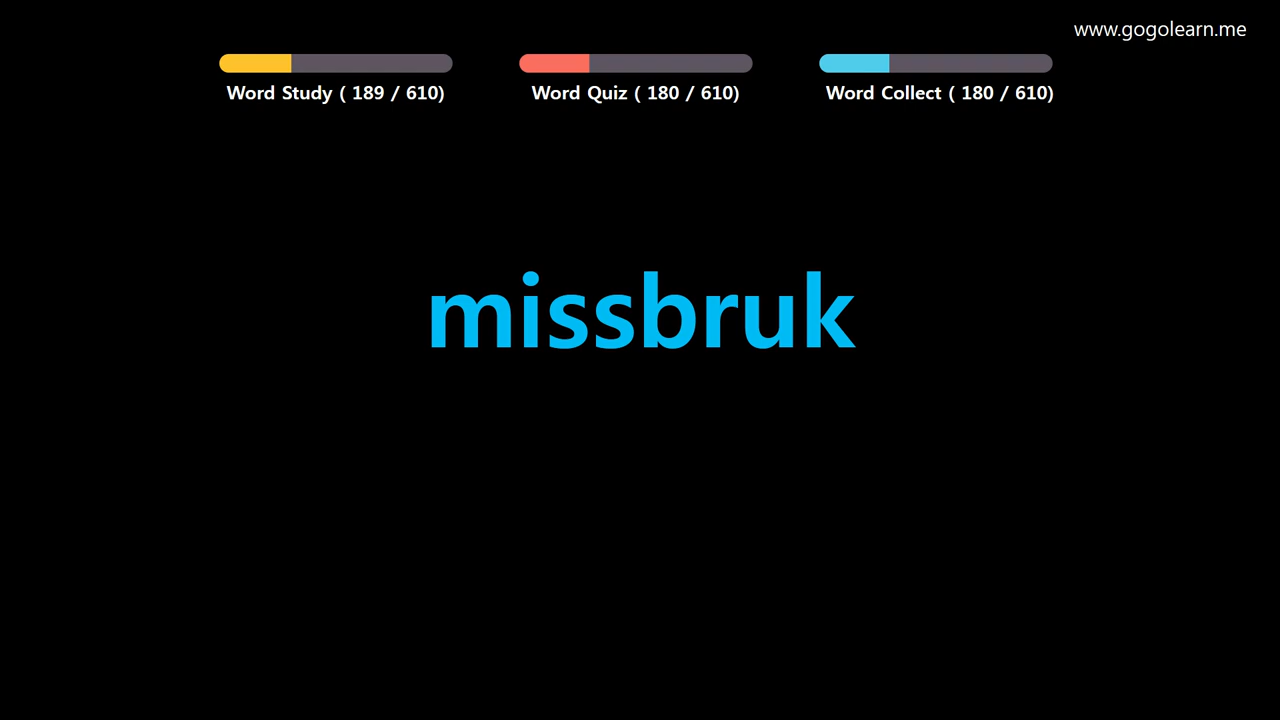 www.gogolearn.me
Word Study ( 189 / 610)
Word Quiz ( 180 / 610)
Word Collect ( 180 / 610)
missbruk